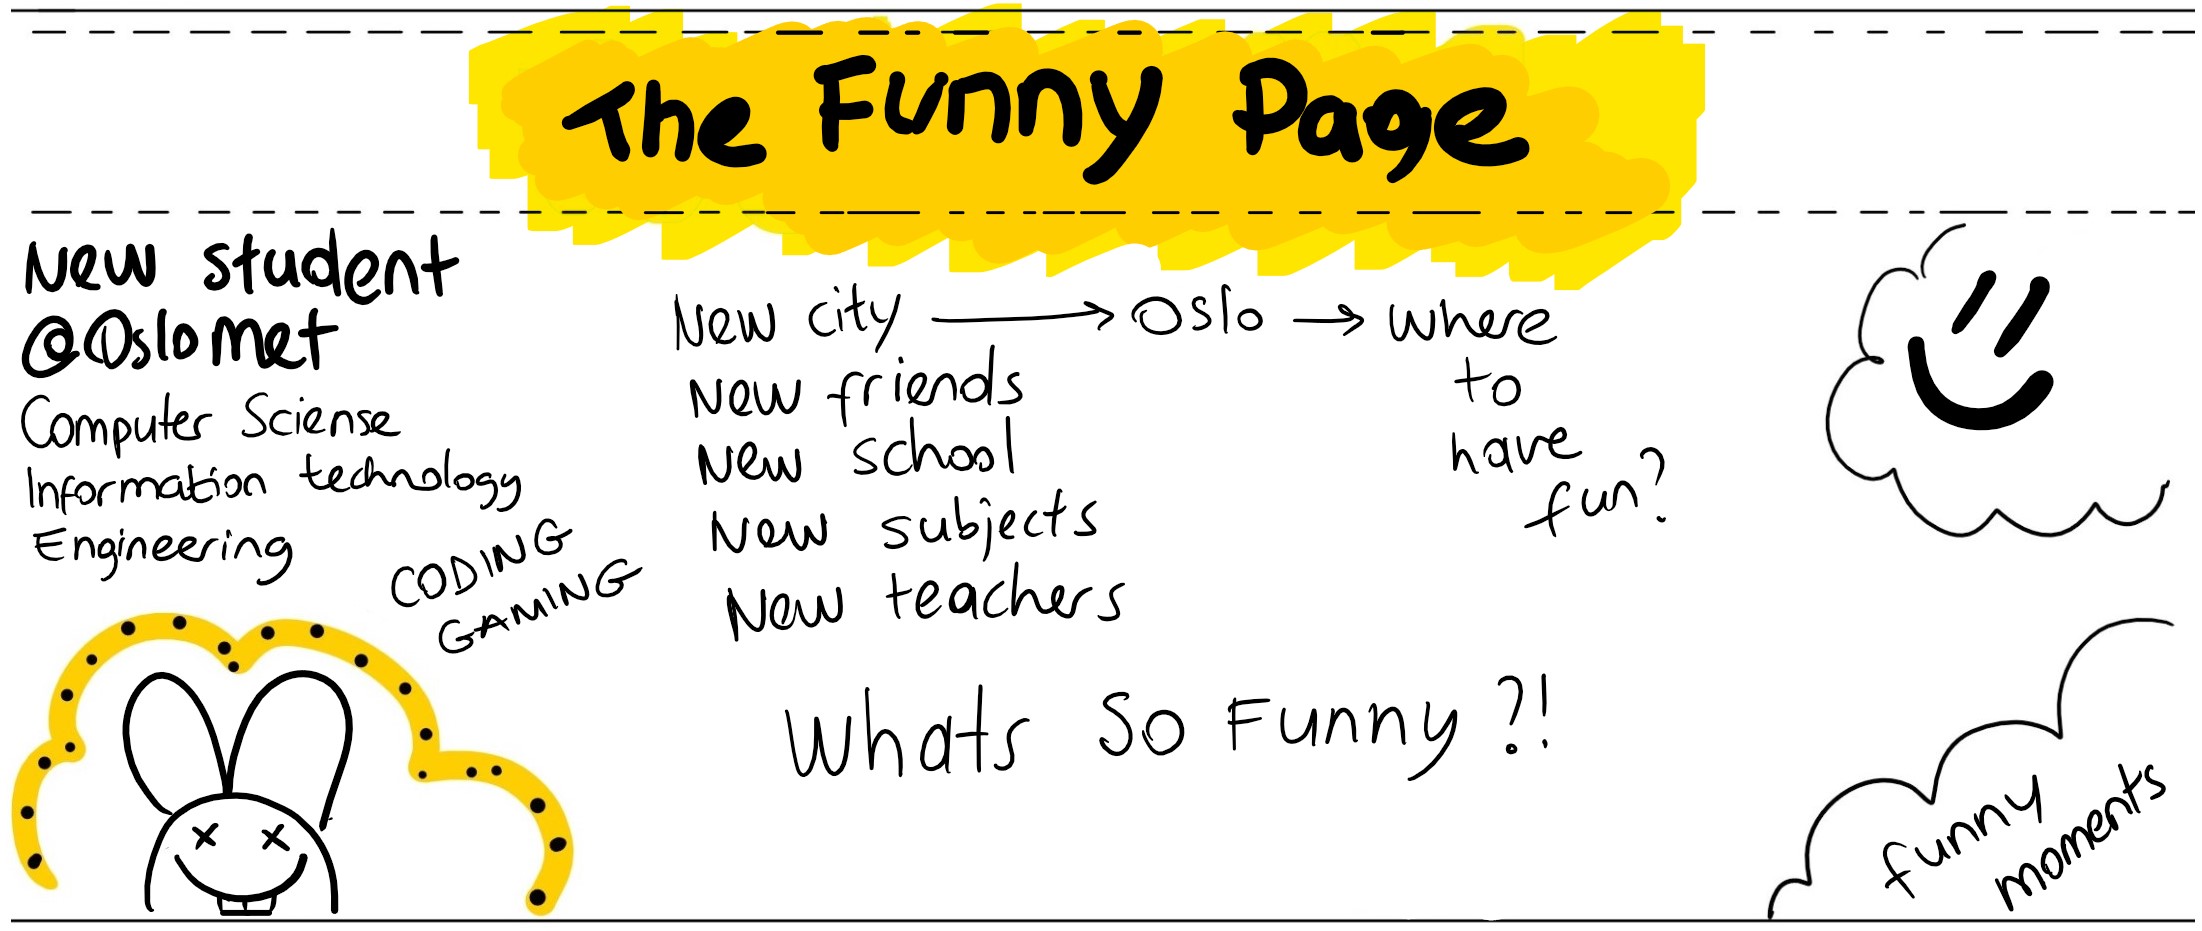 The Funny Page
New student
@Oslomet
Computer Sciense
Information technology
Engineering
CODING
GAMING
New city → Oslo → where
to
have
fun?
New friends
New school
New subjects
New teachers
Whats So Funny?!
funny
moments